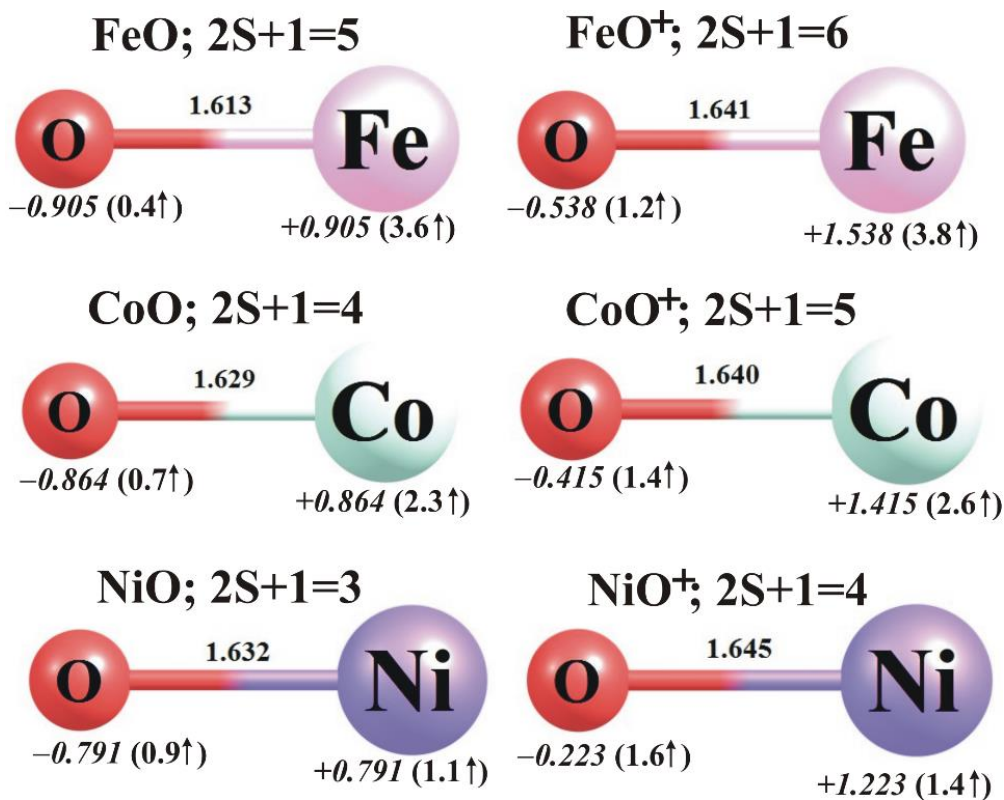 FeO; 2S+1=5
FeO⁺; 2S+1=6
1.613
O
Fe
−0.905 (0.4↑)
+0.905 (3.6↑)
1.641
O
Fe
−0.538 (1.2↑)
+1.538 (3.8↑)
CoO; 2S+1=4
CoO⁺; 2S+1=5
1.629
O
Co
−0.864 (0.7↑)
+0.864 (2.3↑)
1.640
O
Co
−0.415 (1.4↑)
+1.415 (2.6↑)
NiO; 2S+1=3
NiO⁺; 2S+1=4
1.632
O
Ni
−0.791 (0.9↑)
+0.791 (1.1↑)
1.645
O
Ni
−0.223 (1.6↑)
+1.223 (1.4↑)